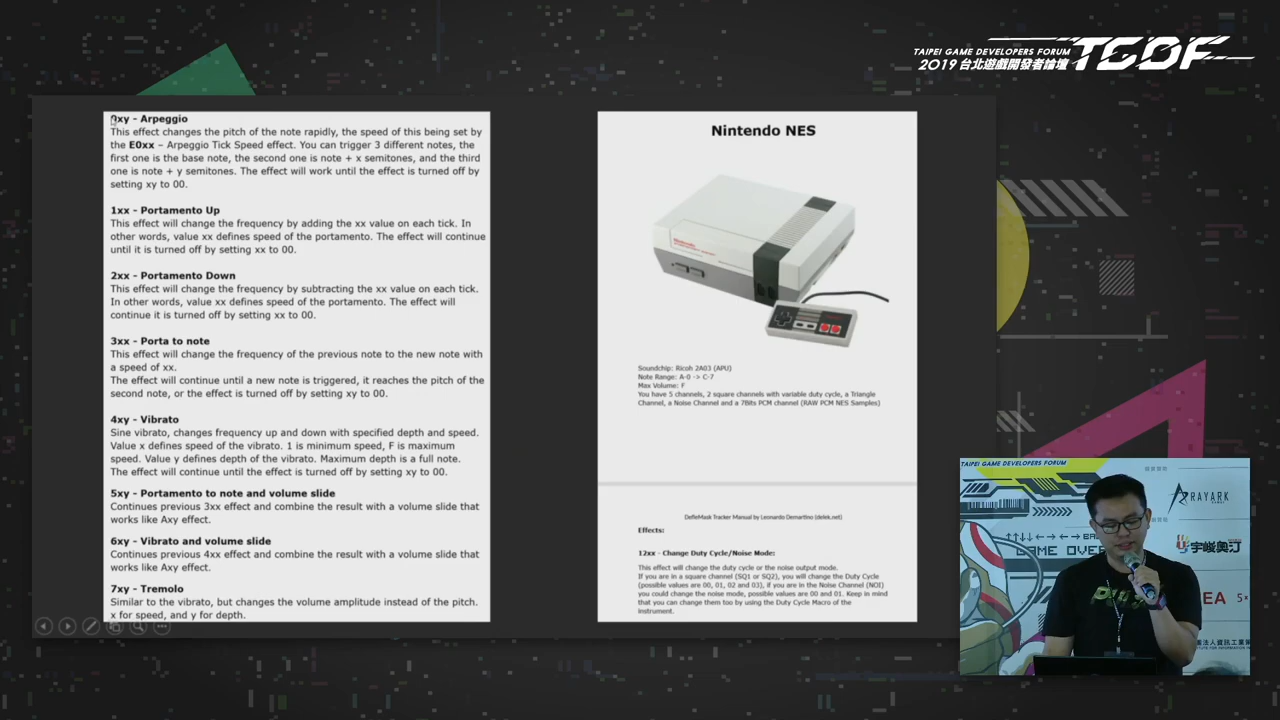 TAIPEI GAME DEVELOPERS FORUM
2019 台北遊戲開發者論壇
TGDF
0xy - Arpeggio
This effect changes the pitch of the note rapidly, the speed of this being set by
the E0xx – Arpeggio Tick Speed effect. You can trigger 3 different notes, the
first one is the base note, the second one is note + x semitones, and the third
one is note + y semitones. The effect will work until the effect is turned off by
setting xy to 00.
1xx - Portamento Up
This effect will change the frequency by adding the xx value on each tick. In
other words, value xx defines speed of the portamento. The effect will continue
until it is turned off by setting xx to 00.
2xx - Portamento Down
This effect will change the frequency by subtracting the xx value on each tick.
In other words, value xx defines speed of the portamento. The effect will
continue it is turned off by setting xx to 00.
3xx - Porta to note
This effect will change the frequency of the previous note to the new note with
a speed of xx.
The effect will continue until a new note is triggered, it reaches the pitch of the
second note, or the effect is turned off by setting xy to 00.
4xy - Vibrato
Sine vibrato, changes frequency up and down with specified depth and speed.
Value x defines speed of the vibrato. 1 is minimum speed, F is maximum
speed. Value y defines depth of the vibrato. Maximum depth is a full note.
The effect will continue until the effect is turned off by setting xy to 00.
5xy - Portamento to note and volume slide
Continues previous 3xx effect and combine the result with a volume slide that
works like Axy effect.
6xy - Vibrato and volume slide
Continues previous 4xx effect and combine the result with a volume slide that
works like Axy effect.
7xy - Tremolo
Similar to the vibrato, but changes the volume amplitude instead of the pitch.
x for speed, and y for depth.
Nintendo NES
Soundchip: Ricoh 2A03 (APU)
Note Range: A-0 -> C-7
Max Volume: F
You have 5 channels, 2 square channels with variable duty cycle, a Triangle
Channel, a Noise Channel and a 7Bits PCM channel (RAW PCM NES Samples)
DefleMask Tracker Manual by Leonardo Demartino (delek.net)
Effects:
12xx - Change Duty Cycle/Noise Mode:
This effect will change the duty cycle or the noise output mode.
If you are in a square channel (SQ1 or SQ2), you will change the Duty Cycle
(possible values are 00, 01, 02 and 03), if you are in the Noise Channel (NOI)
you could change the noise mode, possible values are 00 and 01. Keep in mind
that you can change them too by using the Duty Cycle Macro of the
instrument.
TAIPEI GAME DEVELOPERS FORUM
RAYARK
GAME OVER
宇峻奧汀